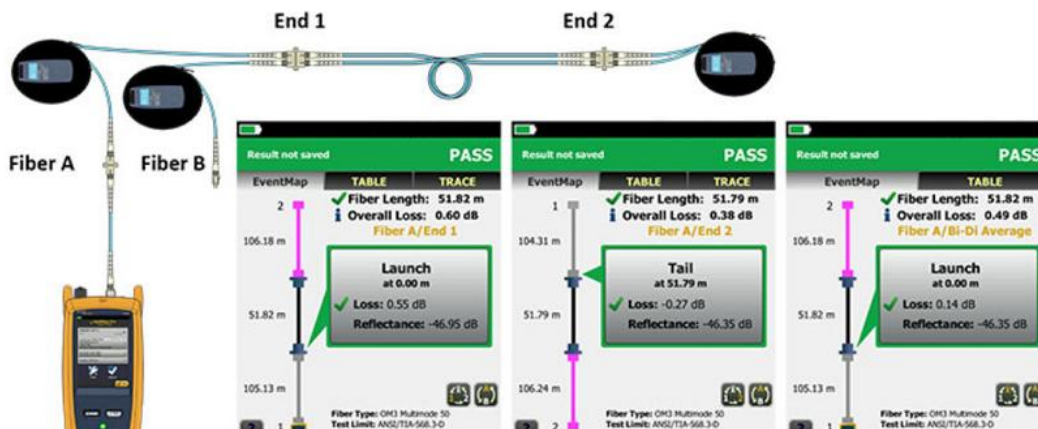 End 1
End 2
Fiber A
Fiber B
Result not saved
PASS
EventMap
TABLE
TRACE
2
Fiber Length: 51.82 m
Overall Loss: 0.60 dB
Fiber A/End 1
106.18 m
Launch
at 0.00 m
Loss: 0.55 dB
Reflectance: -46.95 dB
51.82 m
105.13 m
1
Fiber Type: OM3 Multimode 50
Test Limit: ANSI/TIA-568.3-D
Result not saved
PASS
EventMap
TABLE
TRACE
1
Fiber Length: 51.79 m
Overall Loss: 0.38 dB
Fiber A/End 2
104.31 m
Tail
at 51.79 m
Loss: -0.27 dB
Reflectance: -46.35 dB
51.79 m
106.24 m
2
Fiber Type: OM3 Multimode 50
Test Limit: ANSI/TIA-568.3-D
Result not saved
PASS
EventMap
TABLE
2
Fiber Length: 51.82 m
Overall Loss: 0.49 dB
Fiber A/Bi-Di Average
106.18 m
Launch
at 0.00 m
Loss: 0.14 dB
Reflectance: -46.35 dB
51.82 m
105.13 m
1
Fiber Type: OM3 Multimode 50
Test Limit: ANSI/TIA-568.3-D